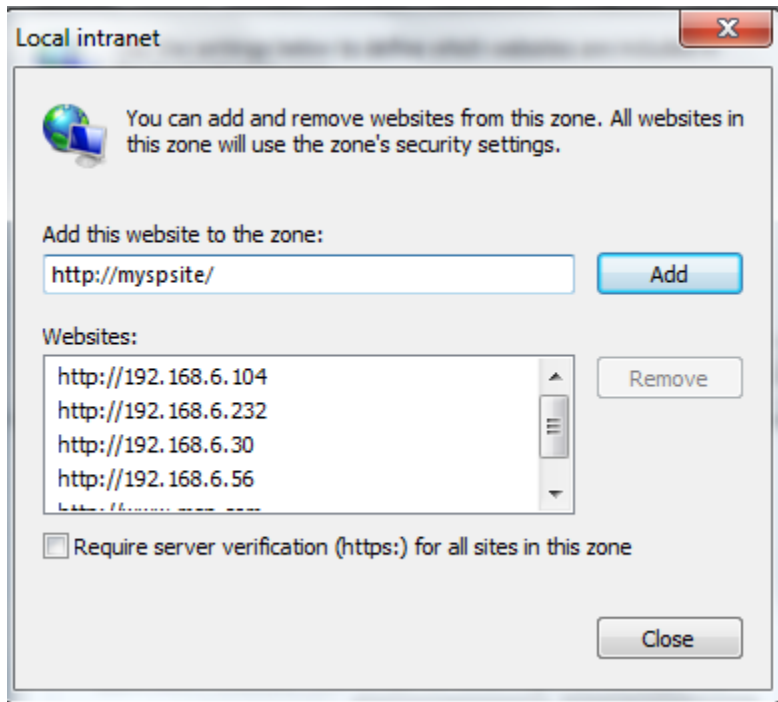 Local intranet
You can add and remove websites from this zone. All websites in
this zone will use the zone's security settings.
Add this website to the zone:
http://myspsite/
Add
Websites:
http://192.168.6.104
Remove
http://192.168.6.232
http://192.168.6.30
http://192.168.6.56
Require server verification (https:) for all sites in this zone
Close